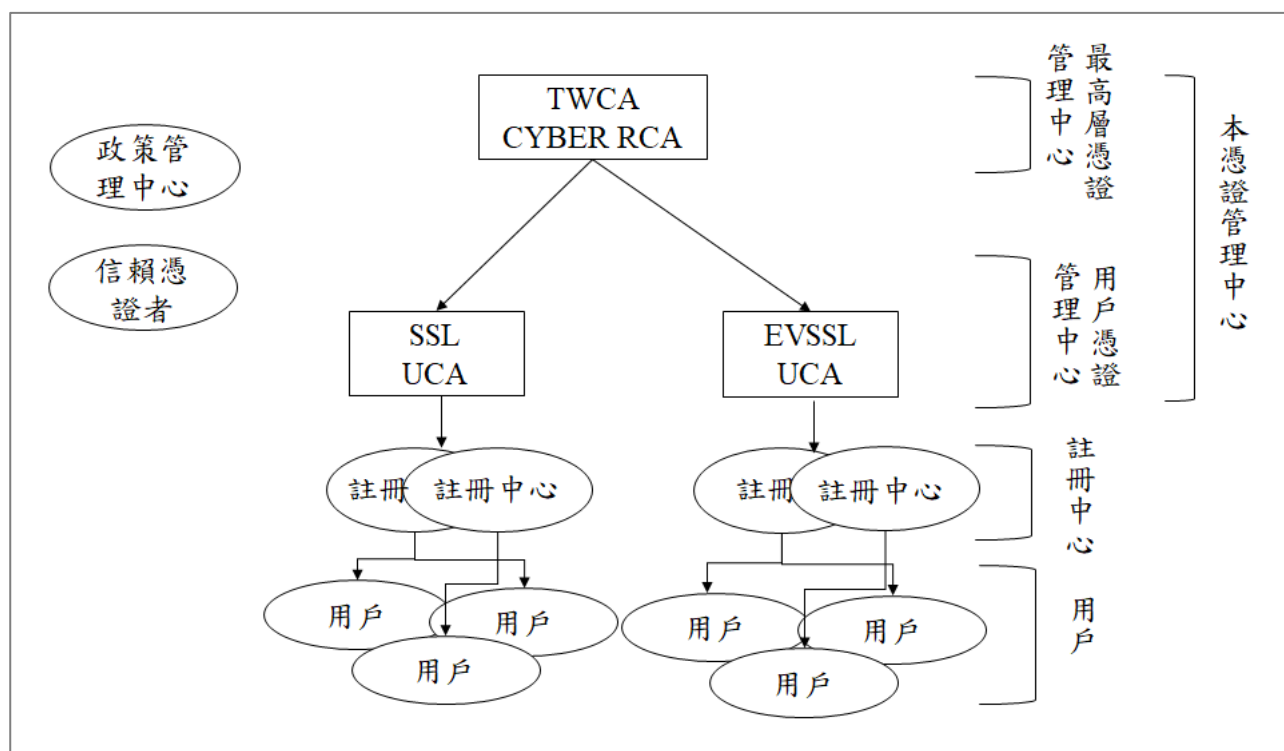 TWCA
CYBER RCA
政策管
理中心
信賴憑
證者
SSL
UCA
EVSSL
UCA
註冊
註冊中心
註冊
註冊中心
用戶
用戶
用戶
用戶
用戶
用戶
最高層憑證
管理中心
用戶憑證
管理中心
本憑證管理中心
註冊中心
用戶